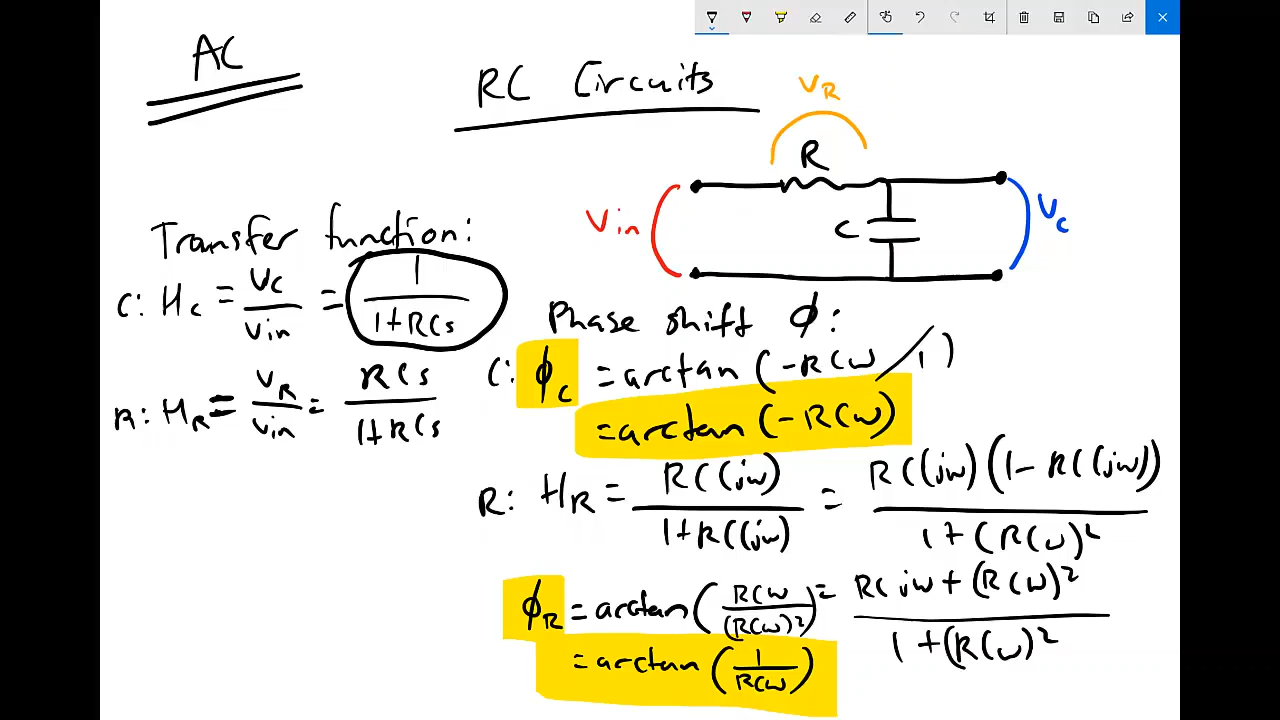 AC
RC Circuits
VR
R
Vin
C
Vc
Transfer function:
C: Hc = Vc/Vin = 1/(1+RCs)
R: HR = VR/Vin = RCs/(1+RCs)
Phase shift ϕ:
C: ϕc = arctan (-RCω/1)
= arctan (-RCω)
R: HR = RC(jω)/(1+RC(jω)) = RC(jω)(1-RC(jω))/(1+(RCω)²)
ϕR = arctan (RCω/(RCω)²) = (RCjω+(RCω)²)/(1+(RCω)²)
= arctan (1/RCω)